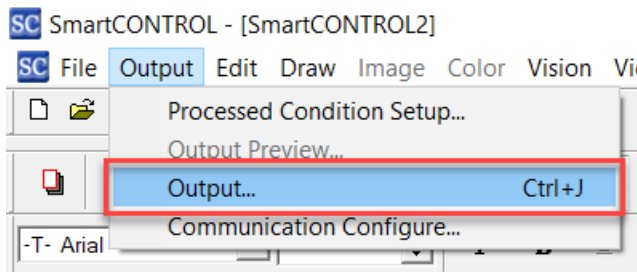 SC SmartCONTROL - [SmartCONTROL2]
SC File Output Edit Draw Image Color Vision
Processed Condition Setup...
Output Preview...
Output... Ctrl+J
Communication Configure...
-T- Arial